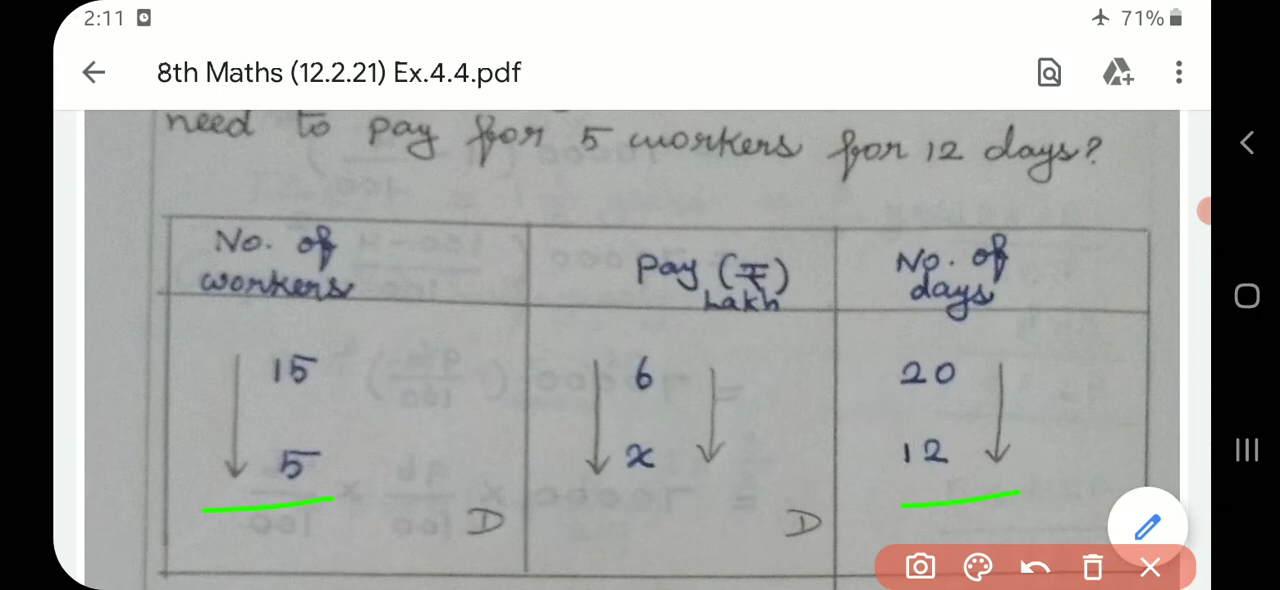 2:11
71%
8th Maths (12.2.21) Ex.4.4.pdf
need to pay for 5 workers for 12 days?
No. of
workers
Pay (₹)
Lakh
No. of
days
15
6
20
5
x
12
D
D